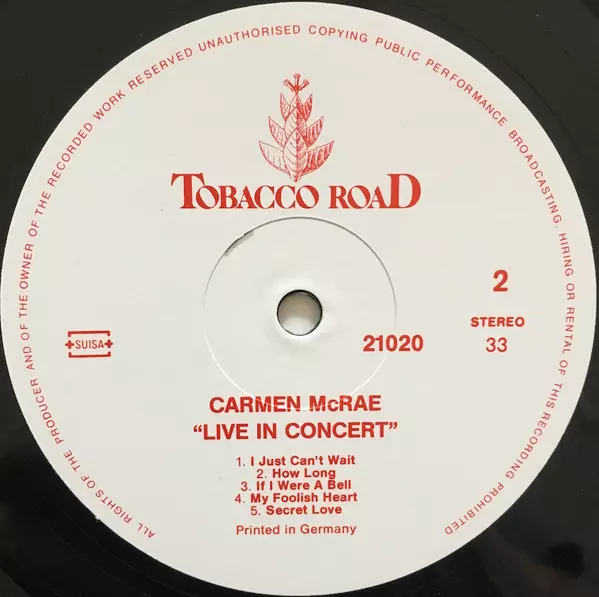 ALL RIGHTS OF THE PRODUCER AND OF THE OWNER OF THE RECORDED WORK RESERVED UNAUTHORISED COPYING PUBLIC PERFORMANCE BROADCASTING. HIRING OR RENTAL OF THIS RECORDING PROHIBITED
TOBACCO ROAD
2
SUISA
STEREO
21020
33
CARMEN McRAE
“LIVE IN CONCERT”
1. I Just Can't Wait
2. How Long
3. If I Were A Bell
4. My Foolish Heart
5. Secret Love
Printed in Germany